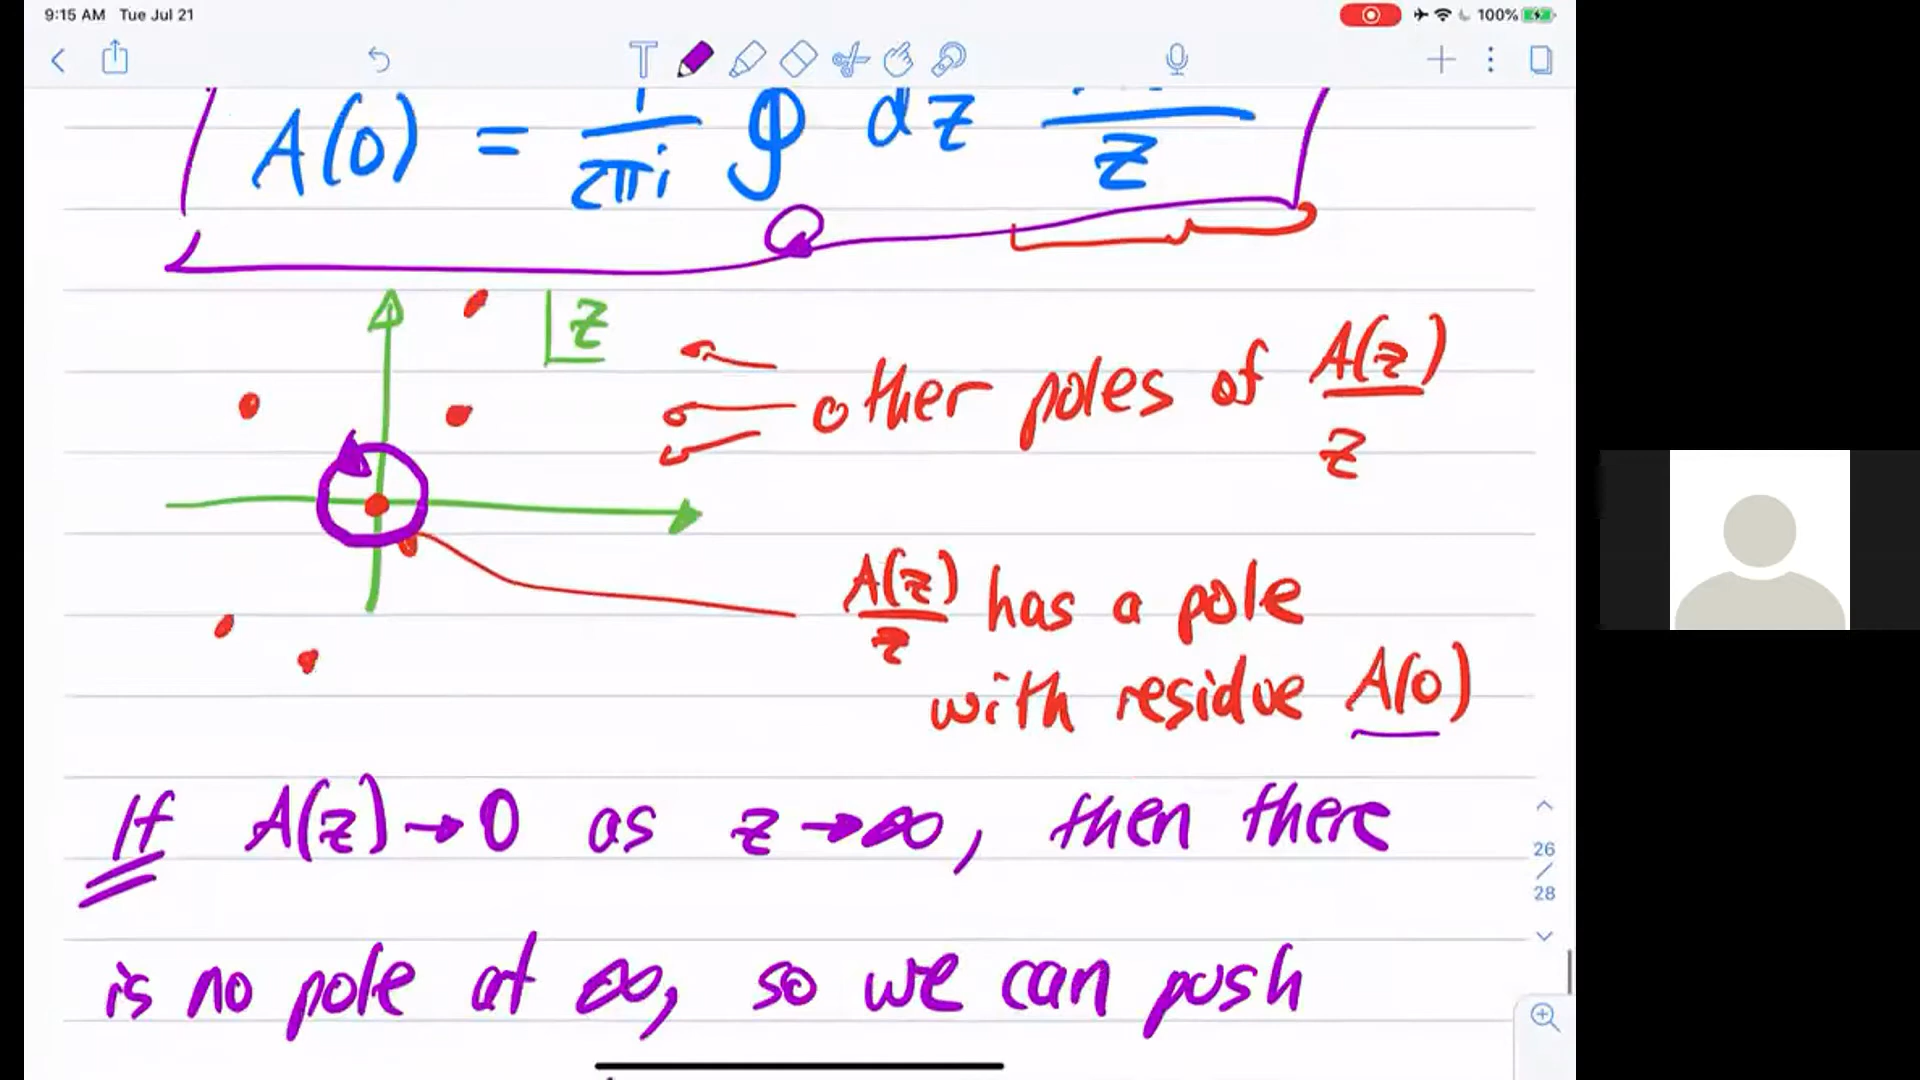 9:15 AM Tue Jul 21
100%
T
A(0) = 1/2πi ∮ dz /z
z
other poles of A(z)/z
A(z)/z has a pole
with residue A(0)
If A(z)→0 as z→∞, then there
26
/
28
is no pole at ∞, so we can push